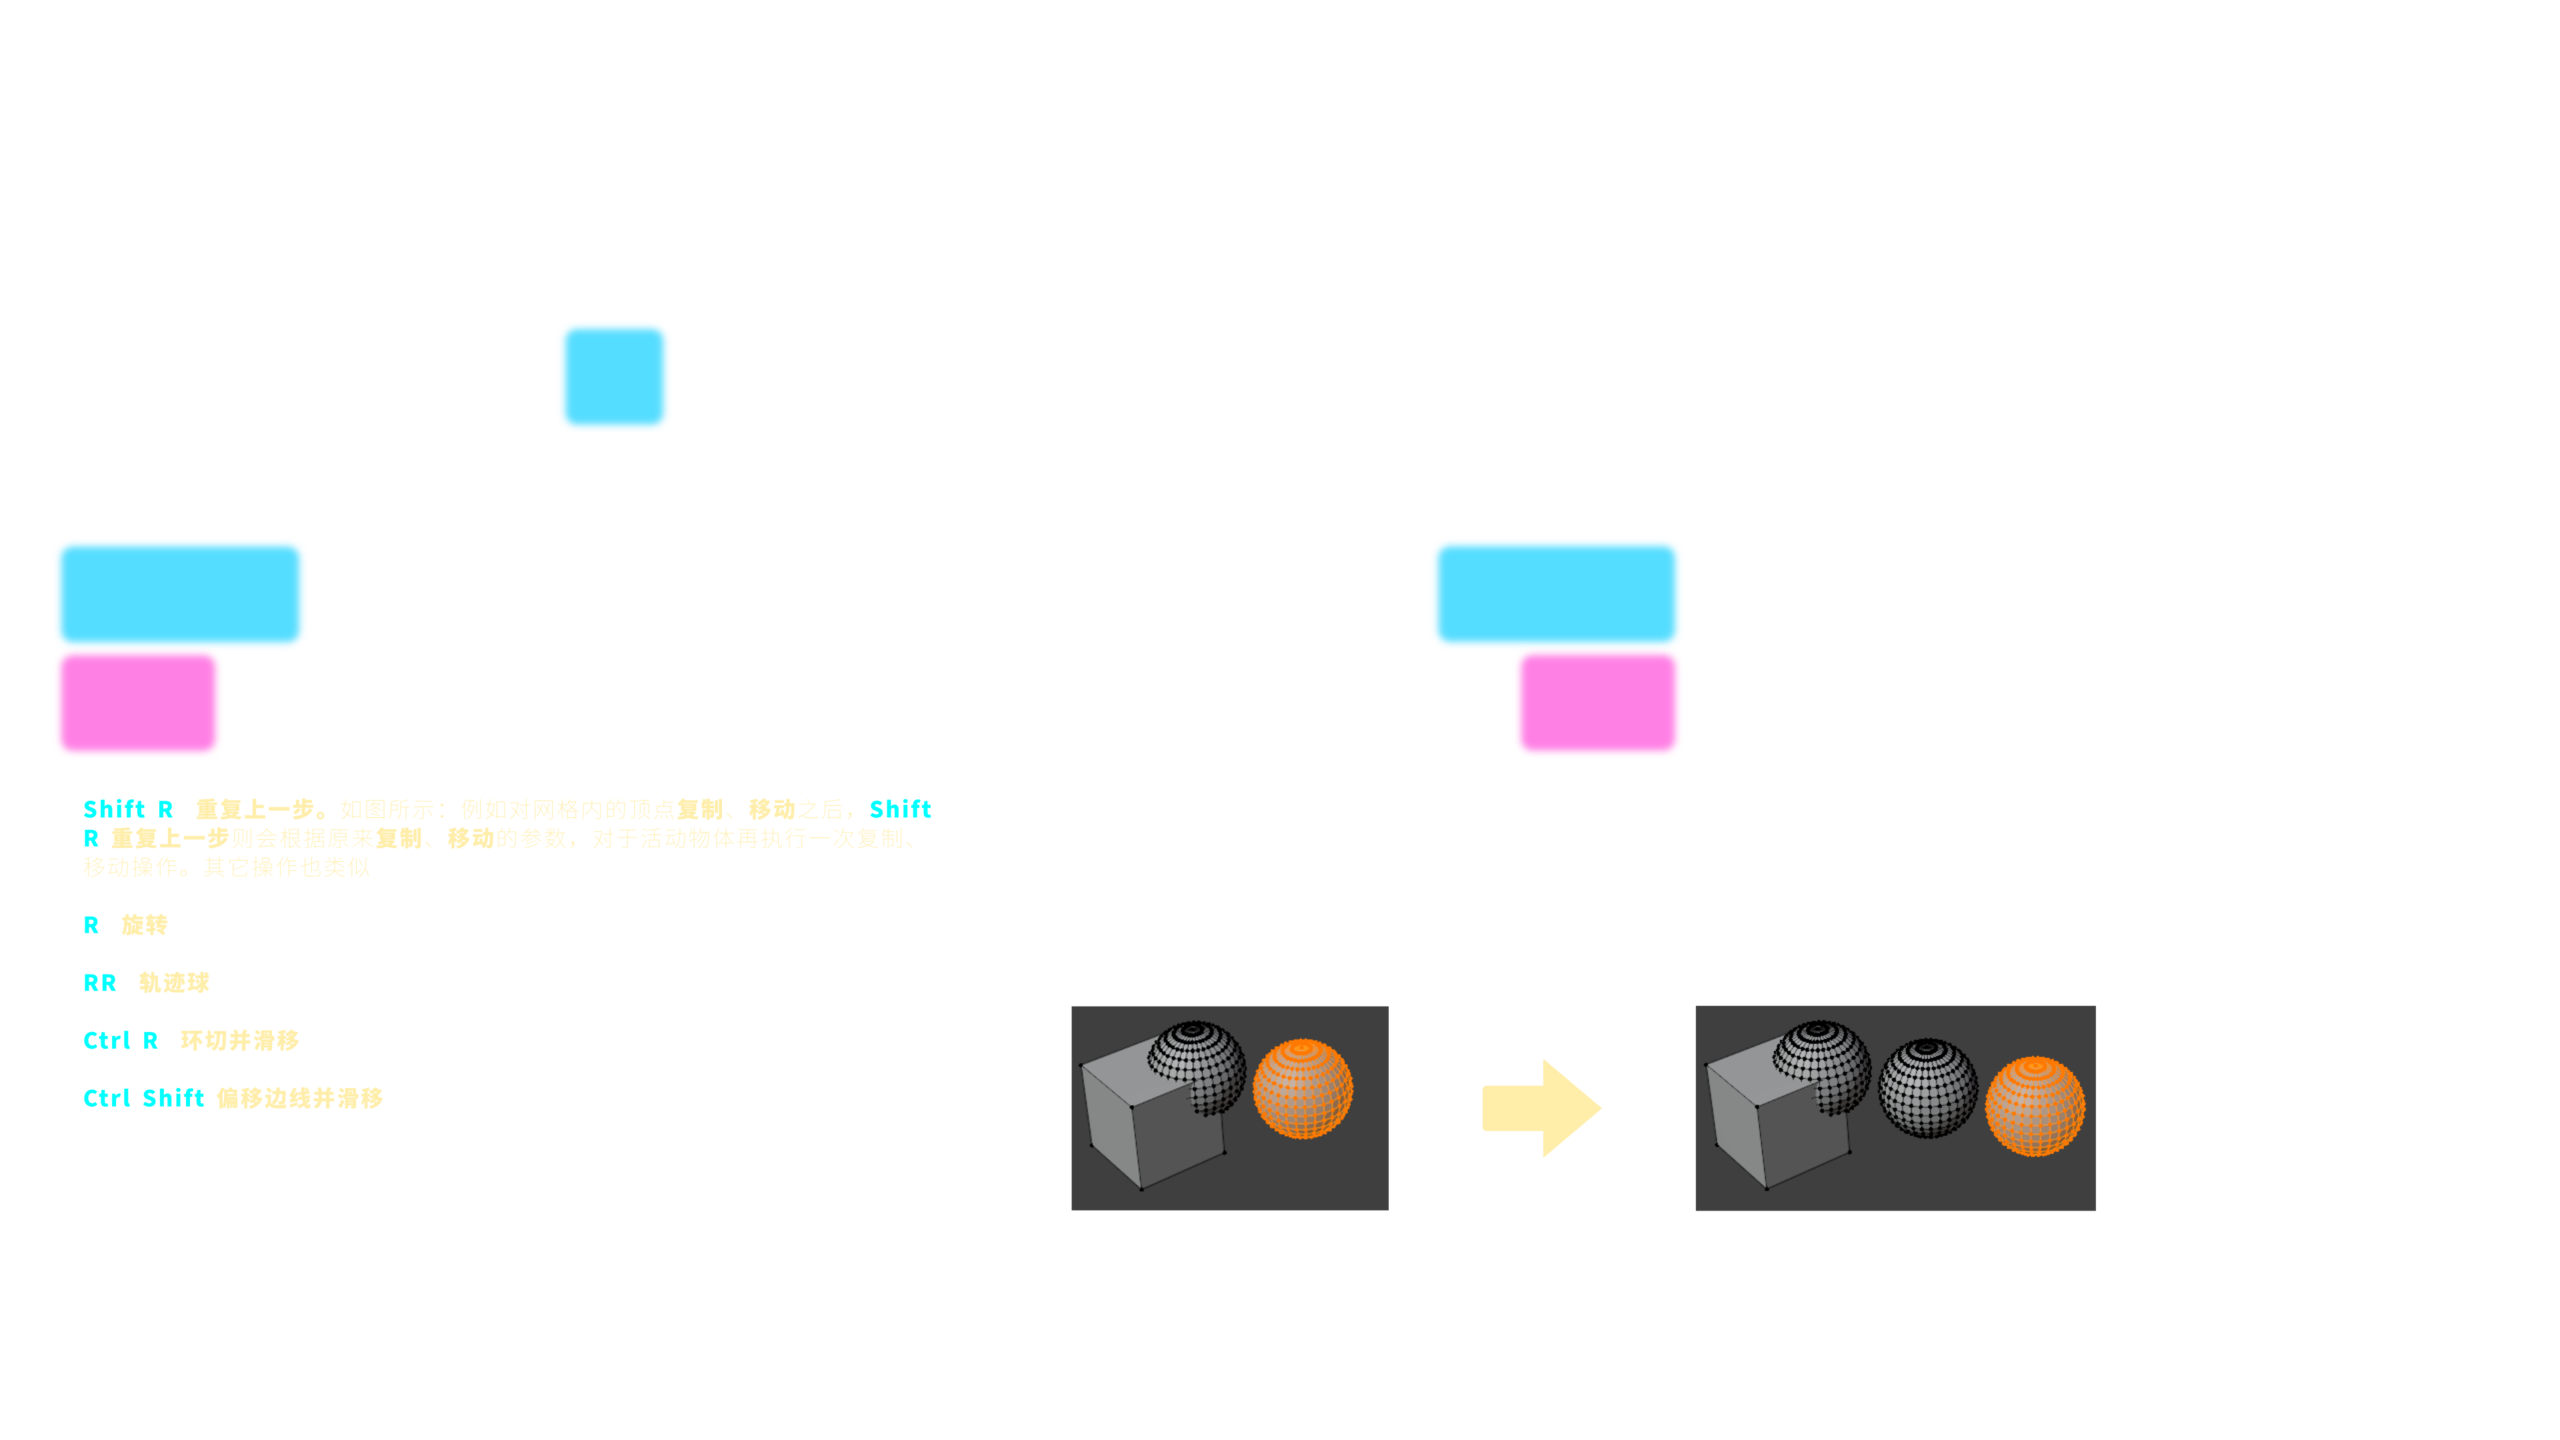 Shift R 重复上一步。如图所示：例如对网格内的顶点复制、移动之后，Shift
R 重复上一步则会根据原来复制、移动的参数，对于活动物体再执行一次复制、
移动操作。其它操作也类似
R 旋转
RR 轨迹球
Ctrl R 环切并滑移
Ctrl Shift 偏移边线并滑移